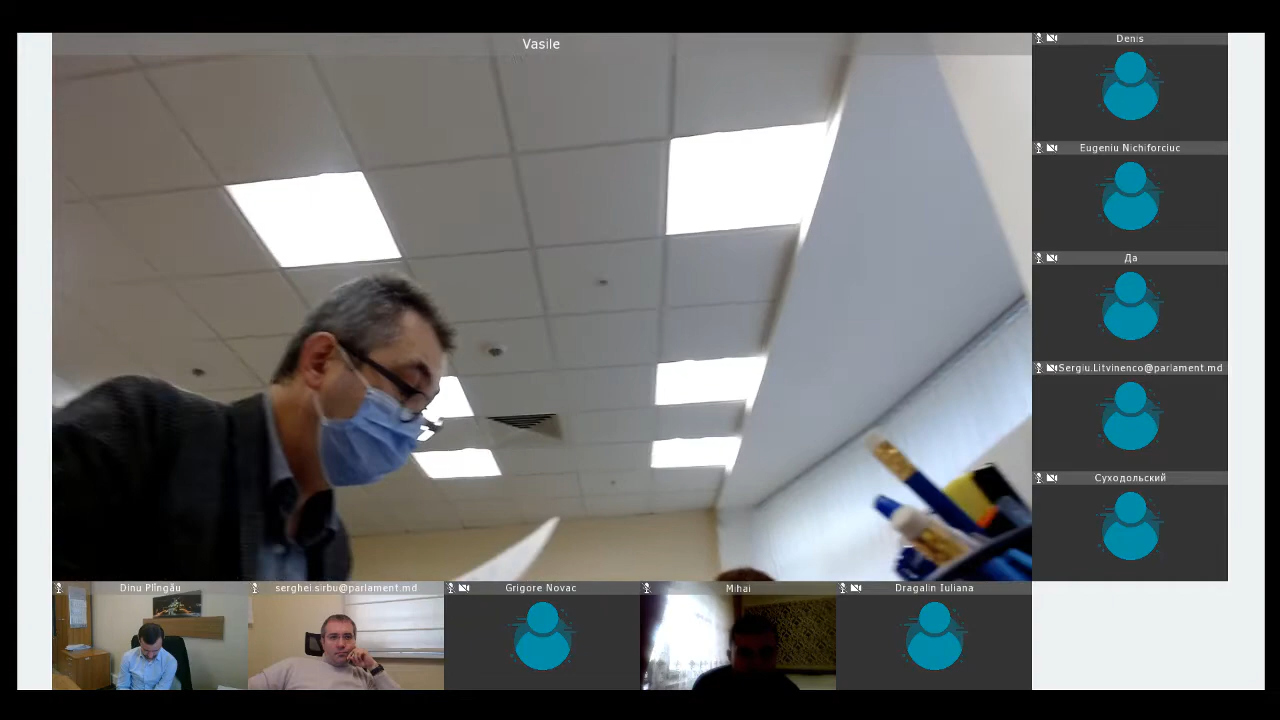 Vasile
Denis
Eugeniu Nichiforciuc
Да
Sergiu.Litvinenco@parlament.md
Суходольский
Dinu Plîngău
serghei.sirbu@parlament.md
Grigore Novac
Mihai
Dragalin Iuliana